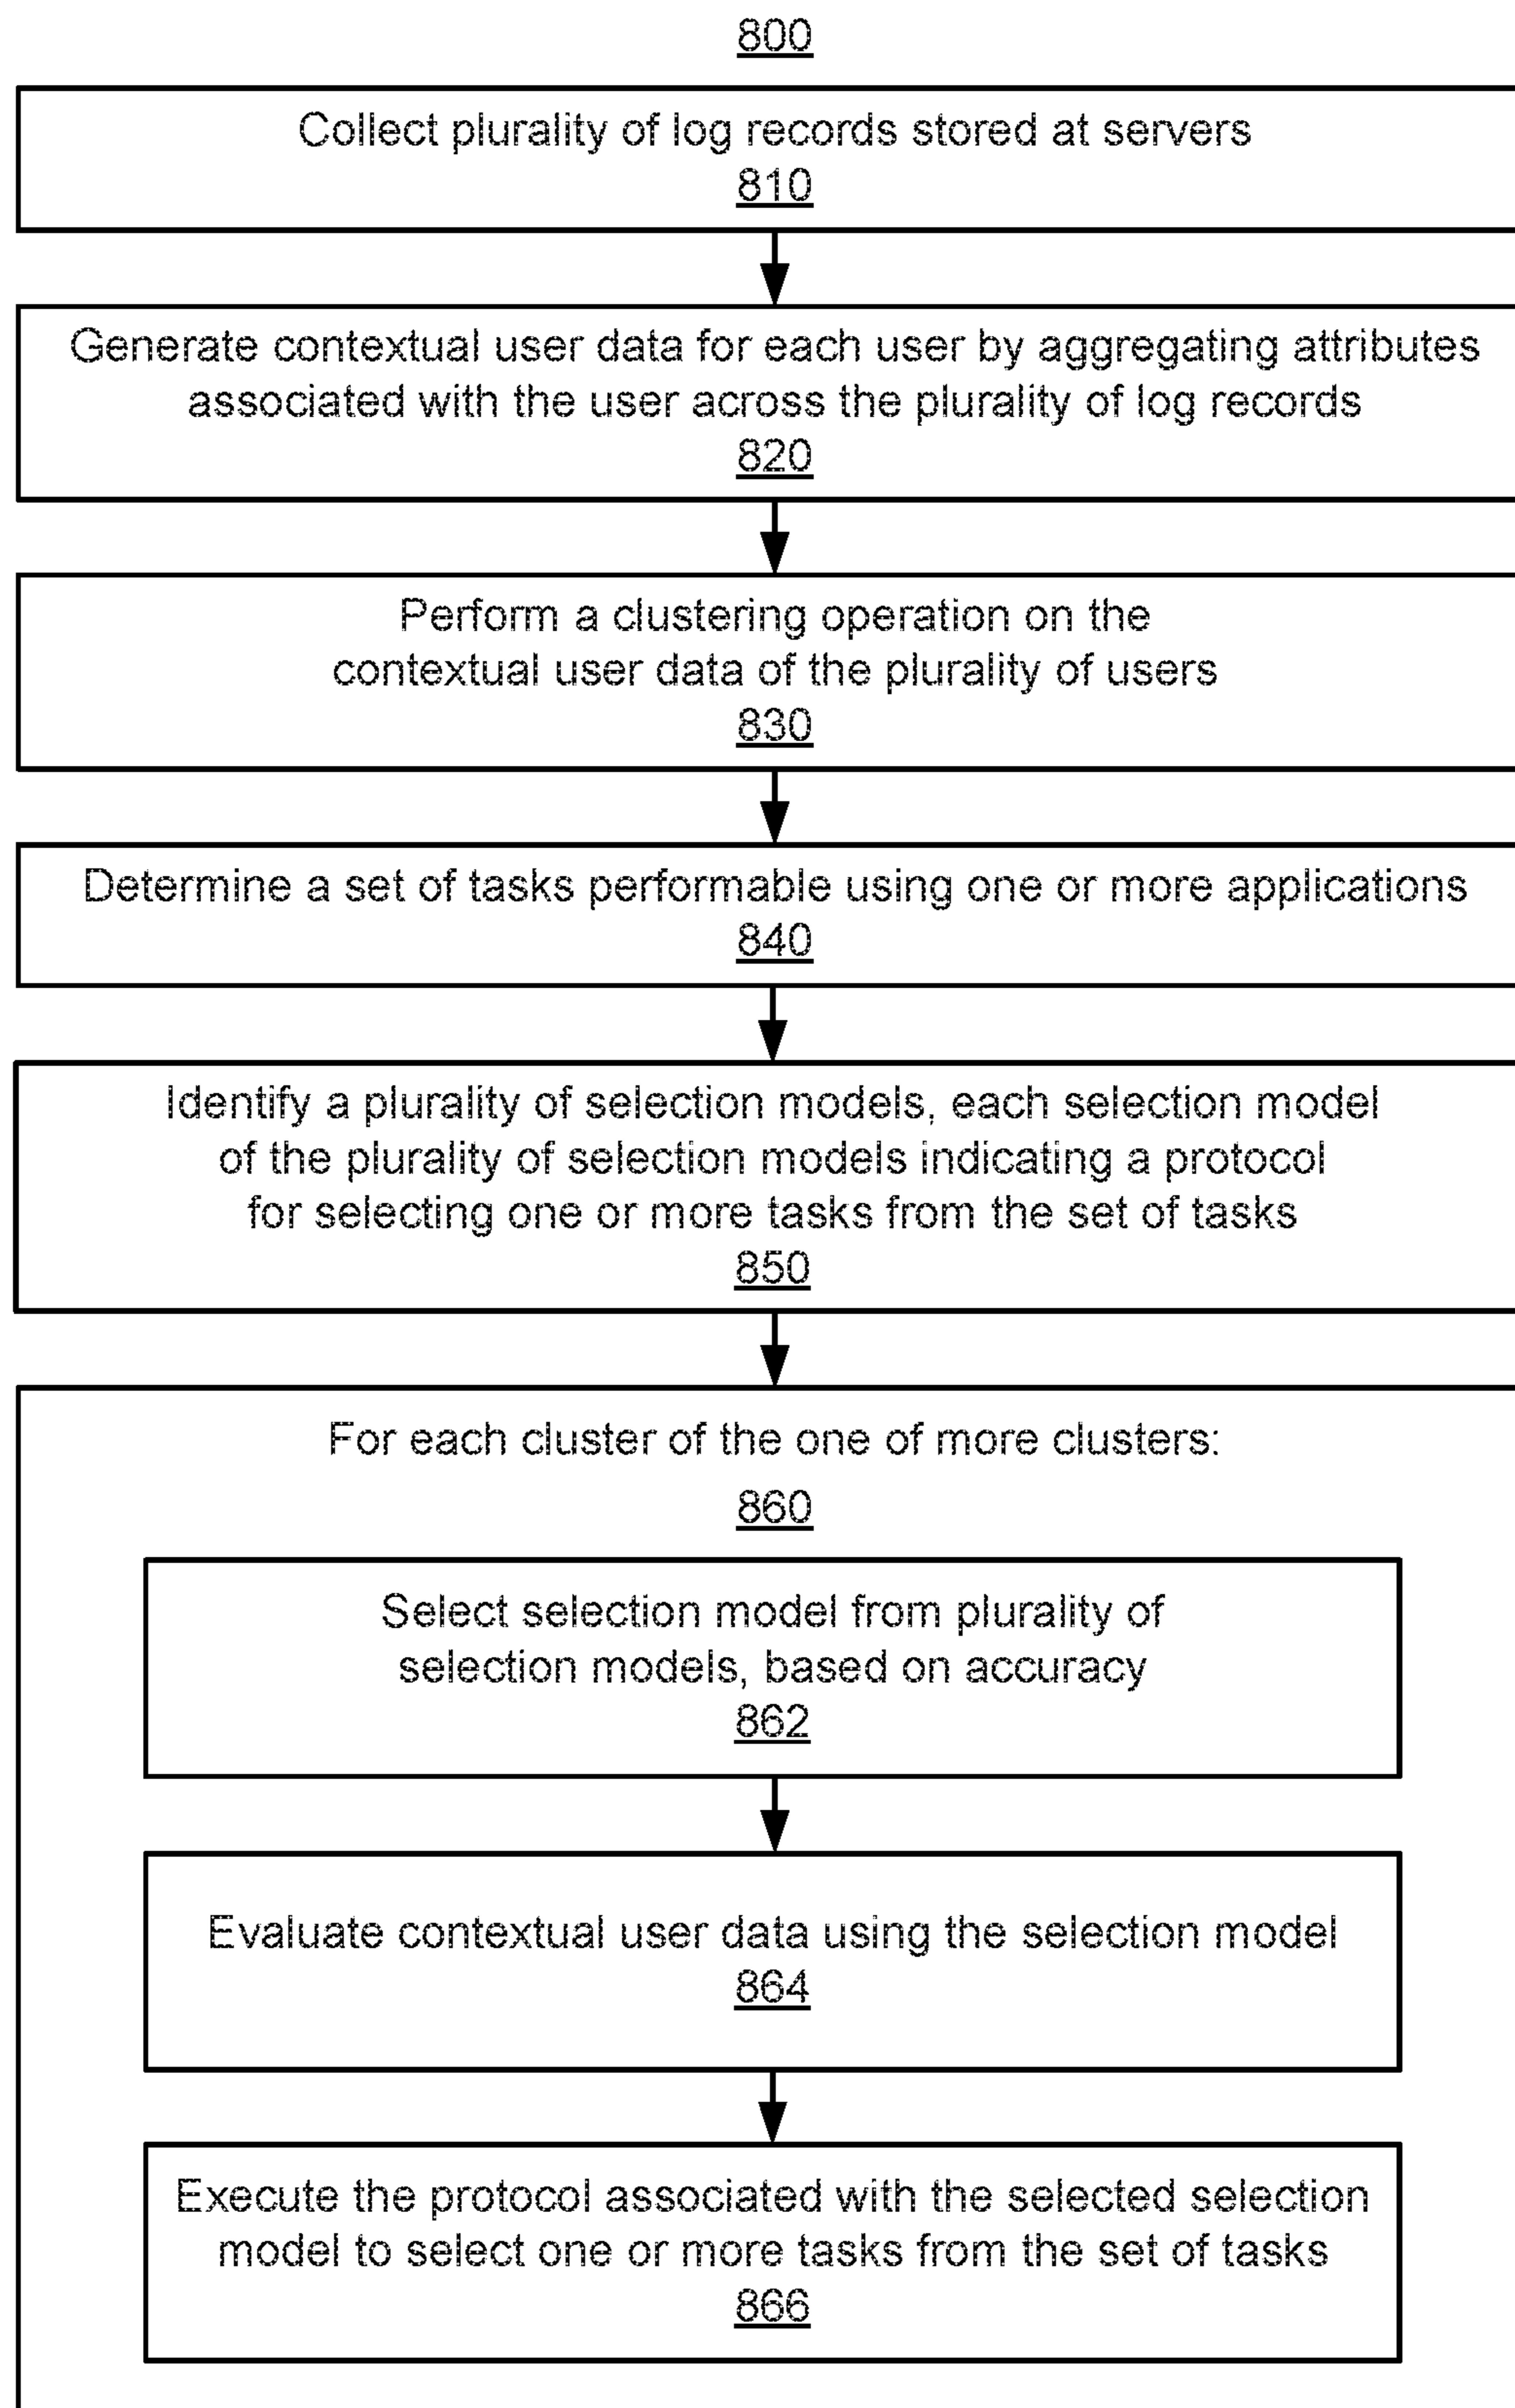 800
Collect plurality of log records stored at servers
810
Generate contextual user data for each user by aggregating attributes
associated with the user across the plurality of log records
820
Perform a clustering operation on the
contextual user data of the plurality of users
830
Determine a set of tasks performable using one or more applications
840
Identify a plurality of selection models, each selection model
of the plurality of selection models indicating a protocol
for selecting one or more tasks from the set of tasks
850
For each cluster of the one of more clusters:
860
Select selection model from plurality of
selection models, based on accuracy
862
Evaluate contextual user data using the selection model
864
Execute the protocol associated with the selected selection
model to select one or more tasks from the set of tasks
866